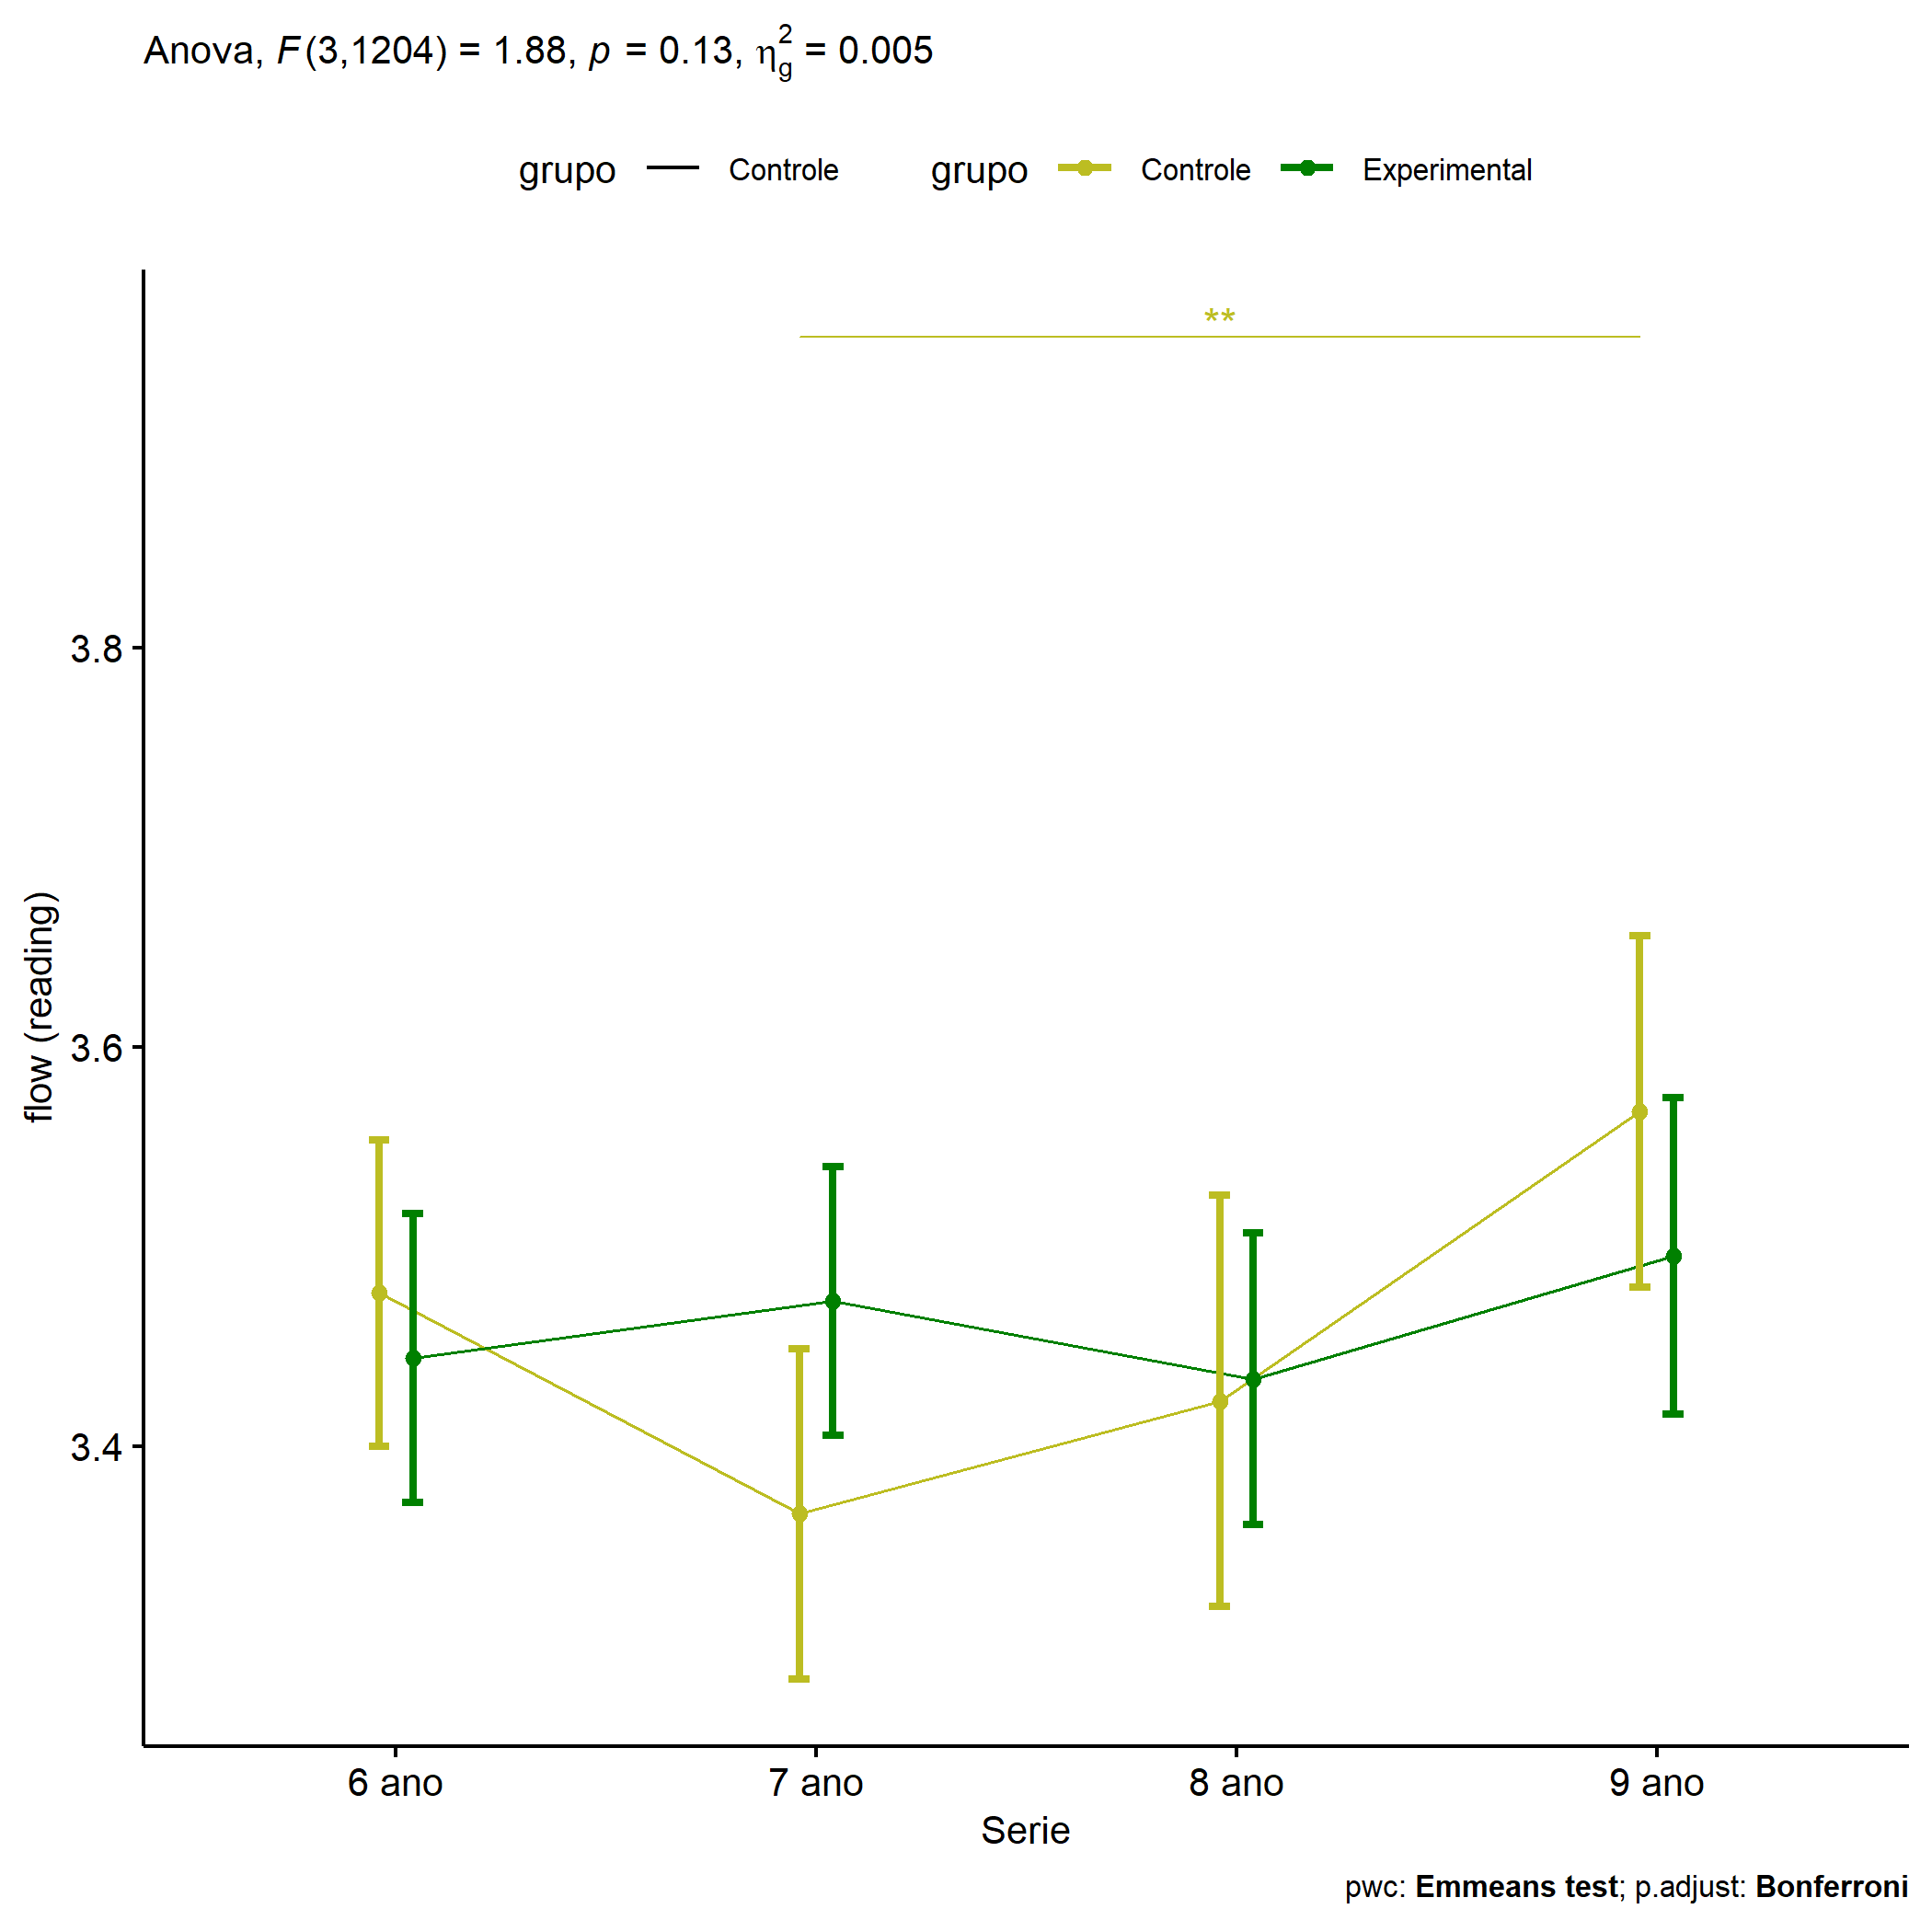 Anova, F(3,1204) = 1.88, p = 0.13, η²g = 0.005
grupo Controle grupo Controle Experimental
**
3.8
3.6
3.4
flow (reading)
6 ano 7 ano 8 ano 9 ano
Serie
pwc: Emmeans test; p.adjust: Bonferroni